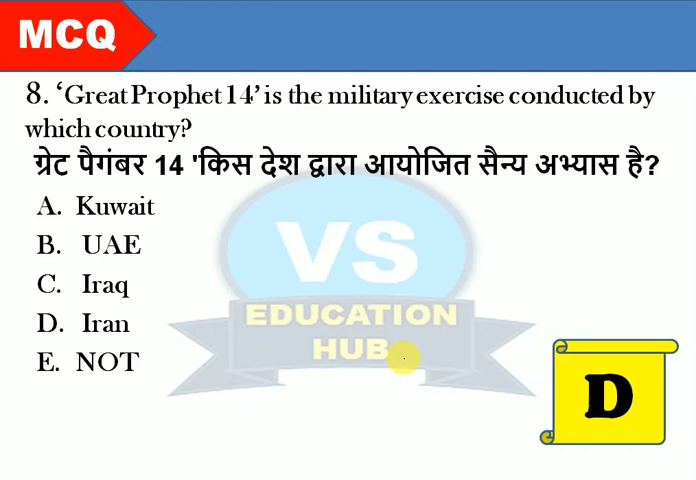 MCQ
8. ‘Great Prophet 14’ is the military exercise conducted by
which country?
ग्रेट पैगंबर 14 'किस देश द्वारा आयोजित सैन्य अभ्यास है?
A. Kuwait
B. UAE
C. Iraq
D. Iran
E. NOT
VS
EDUCATION
HUB
D